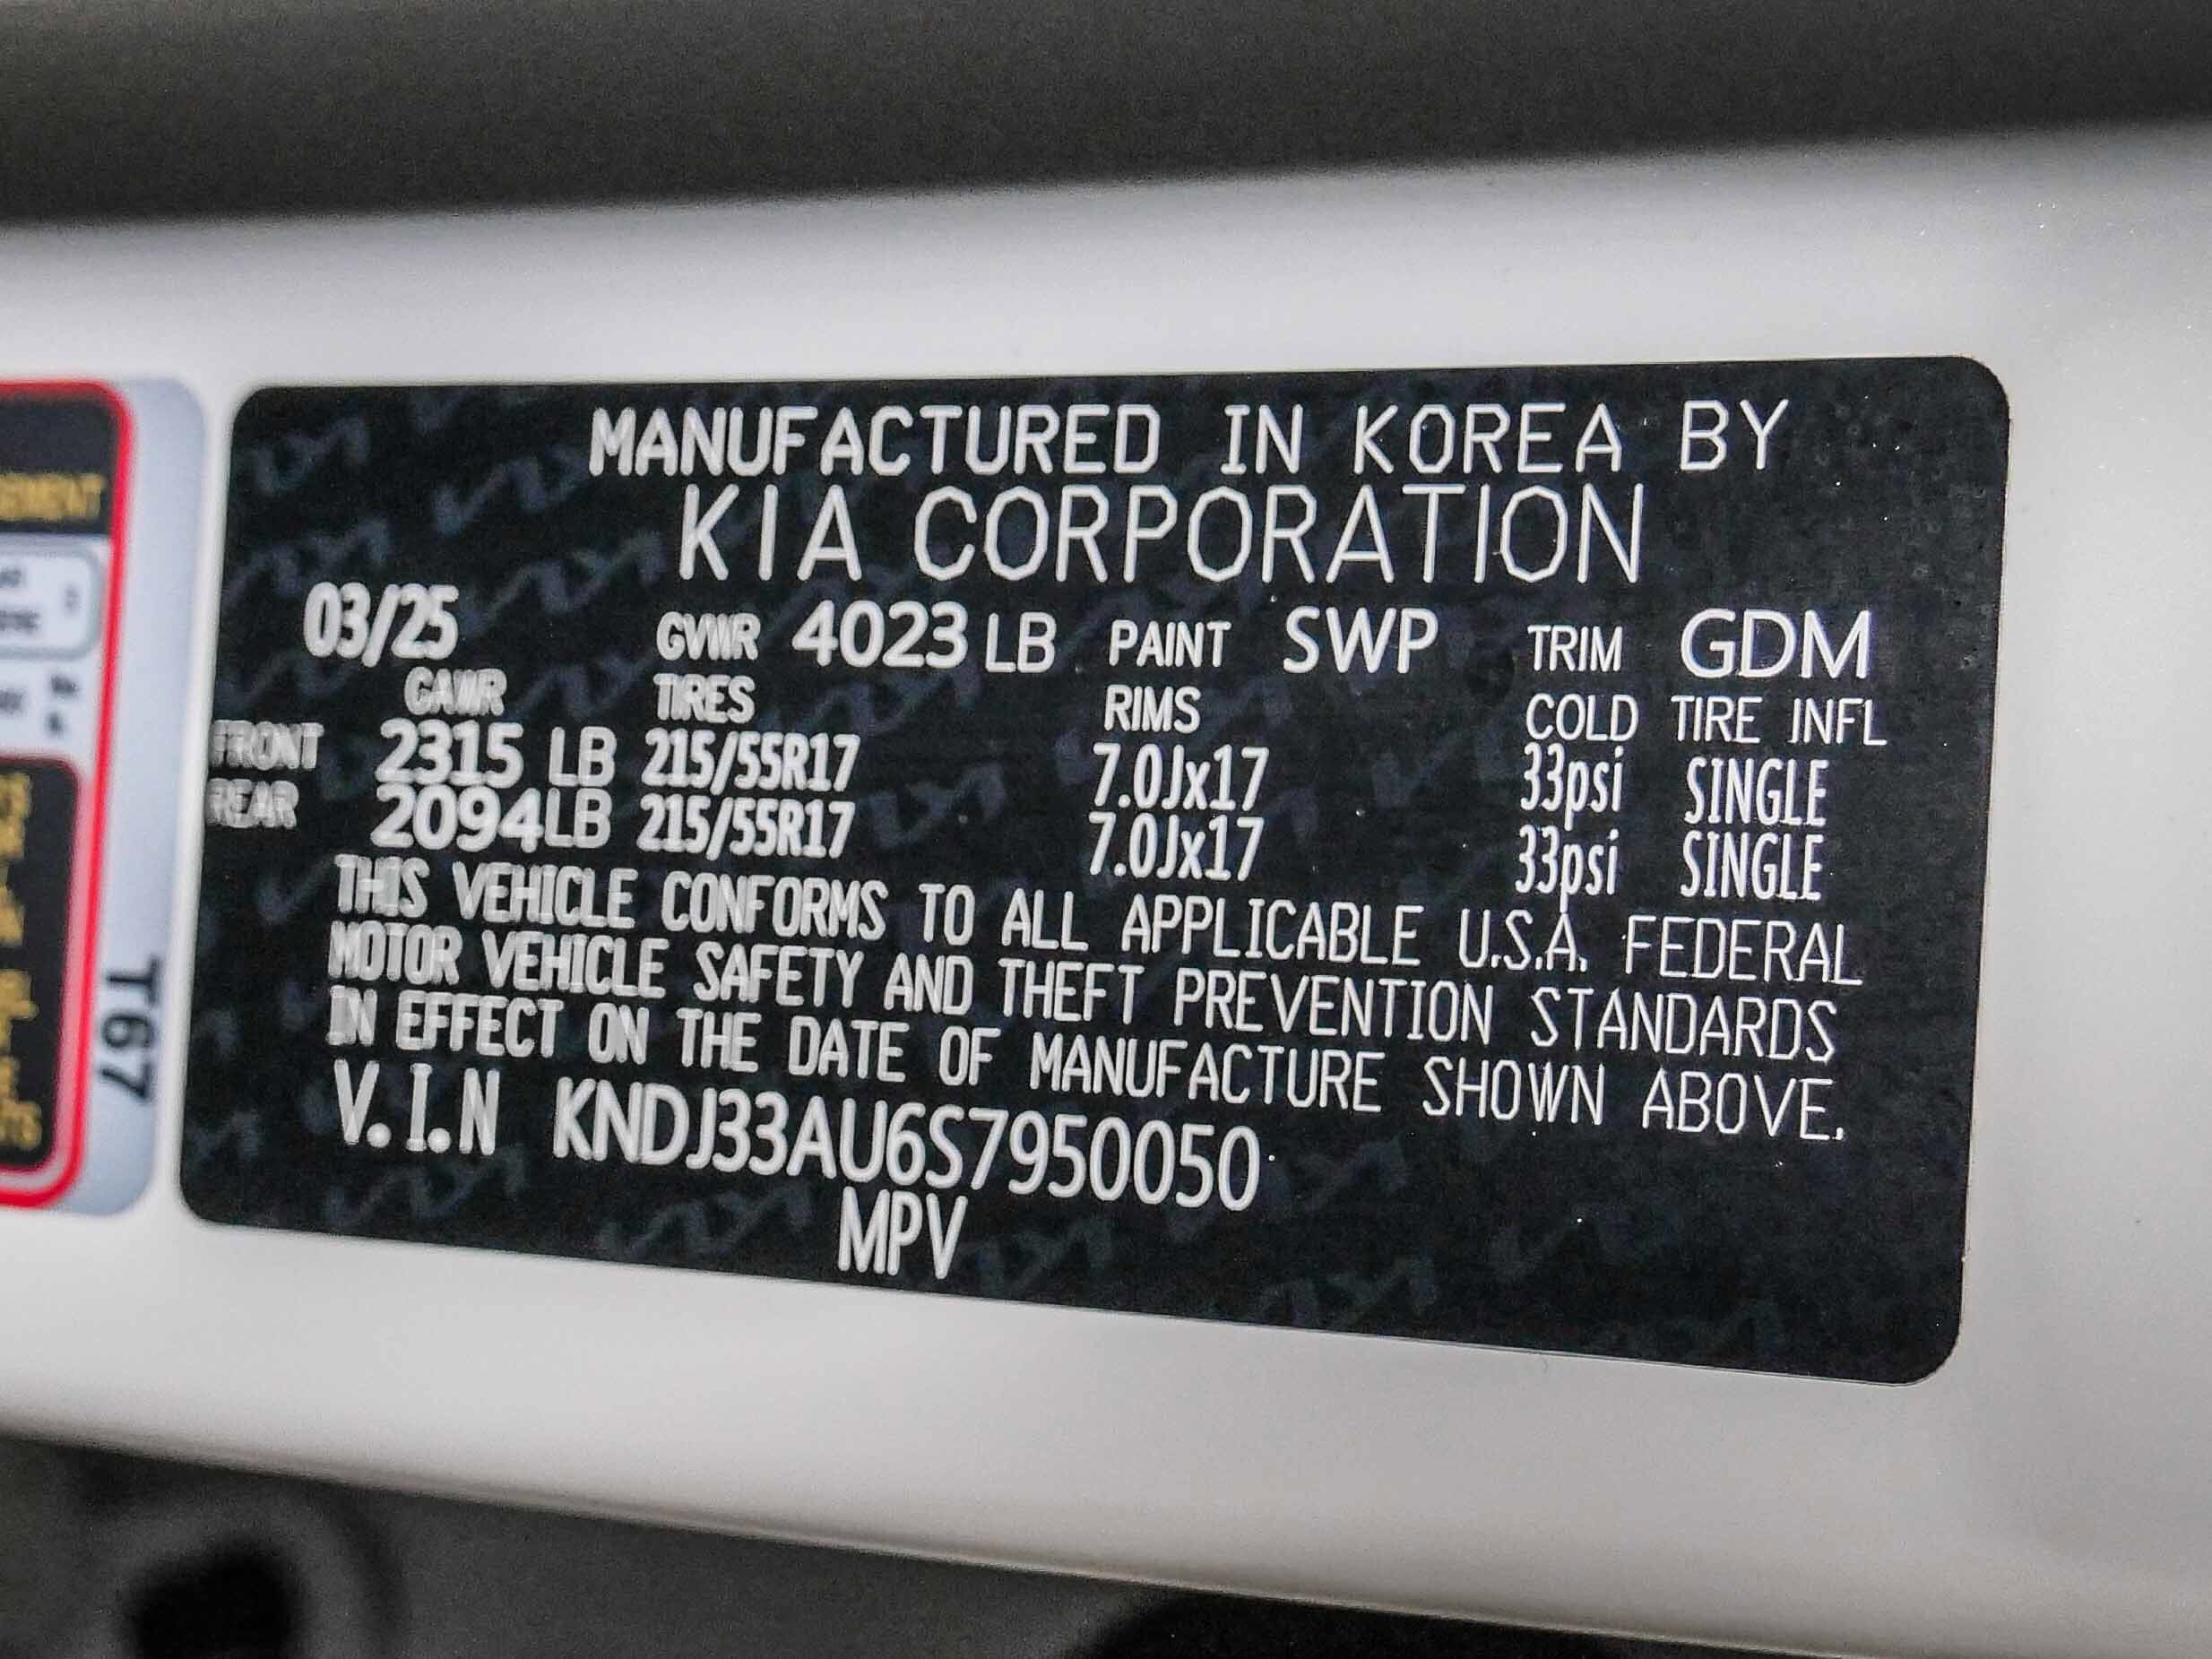 MANUFACTURED IN KOREA BY
KIA CORPORATION
03/25 GVWR 4023 LB PAINT SWP TRIM GDM
GAWR TIRES RIMS COLD TIRE INFL
FRONT 2315 LB 215/55R17 7.0Jx17 33psi SINGLE
REAR 2094LB 215/55R17 7.0Jx17 33psi SINGLE
THIS VEHICLE CONFORMS TO ALL APPLICABLE U.S.A. FEDERAL
MOTOR VEHICLE SAFETY AND THEFT PREVENTION STANDARDS
IN EFFECT ON THE DATE OF MANUFACTURE SHOWN ABOVE.
V.I.N KNDJ33AU6S7950050
MPV
T67